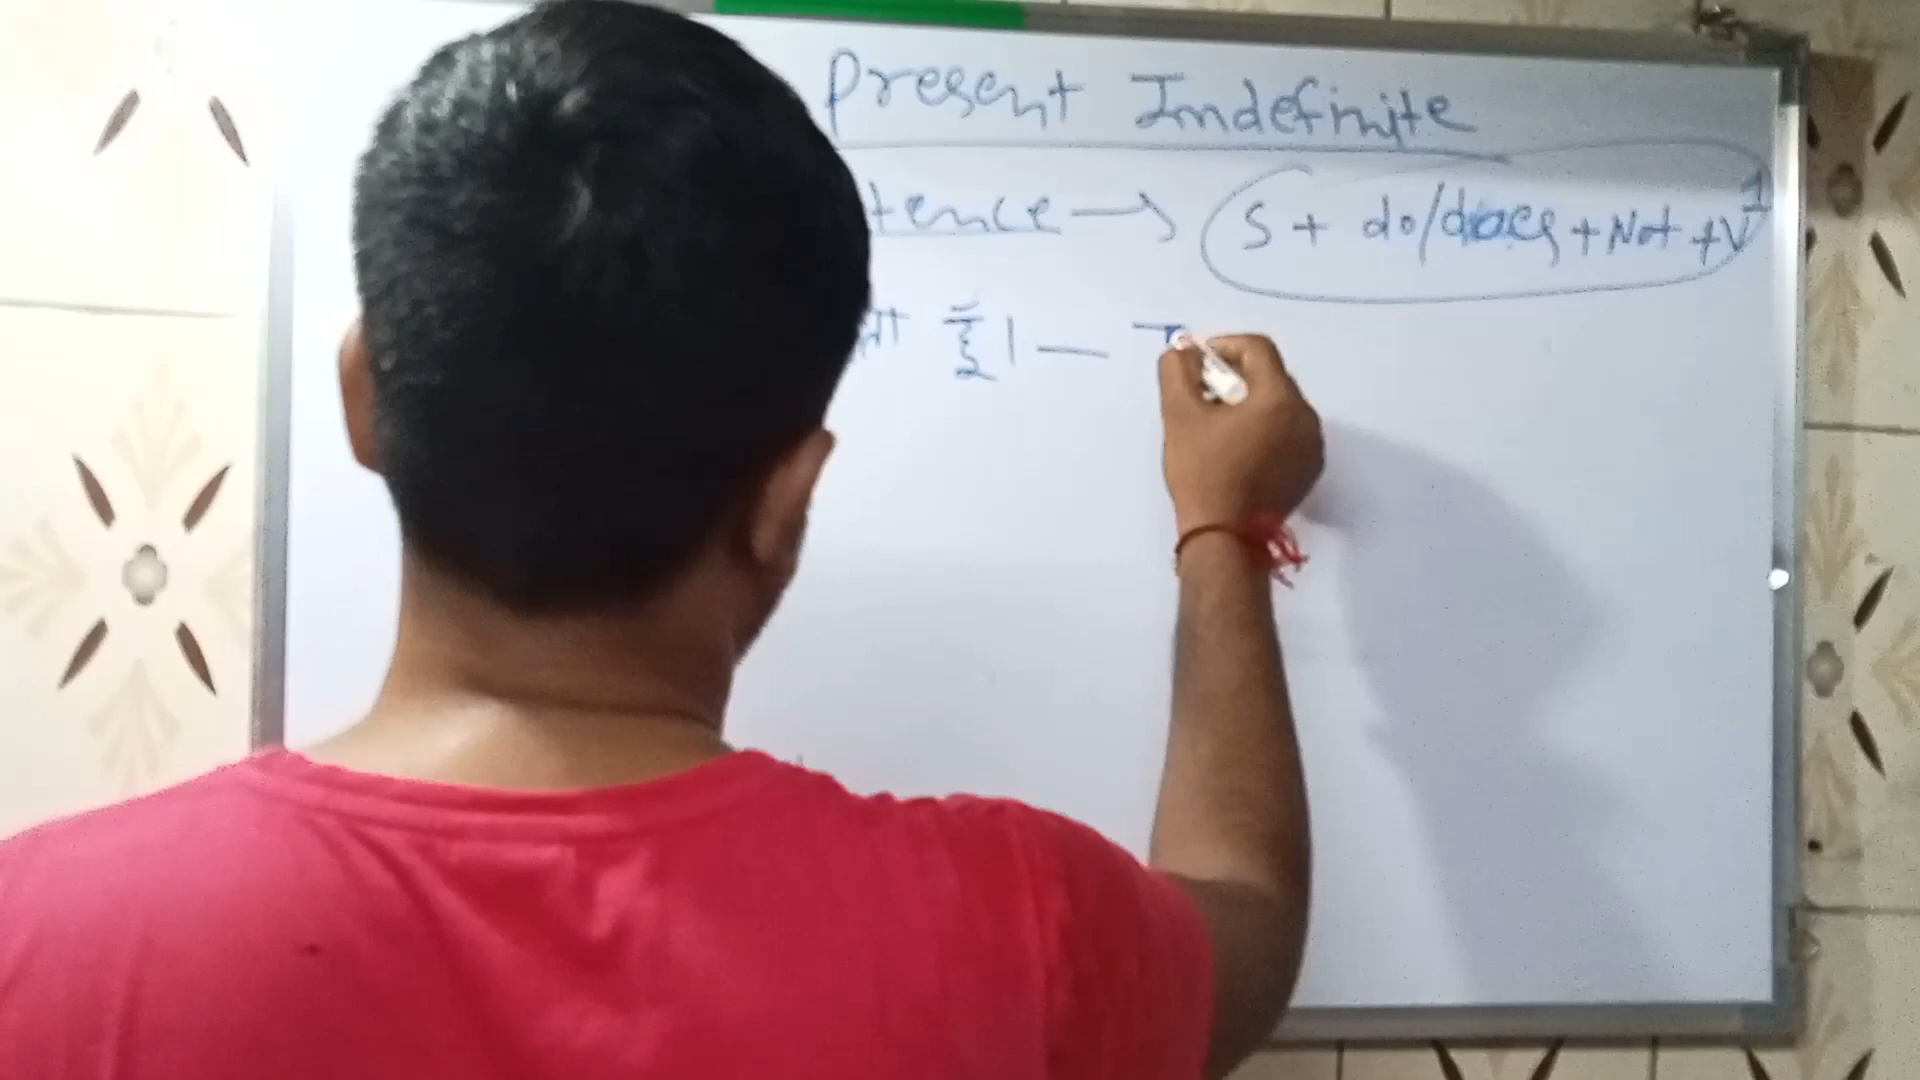 Present Indefinite
tence → S + do/does + Not + V1
है। —